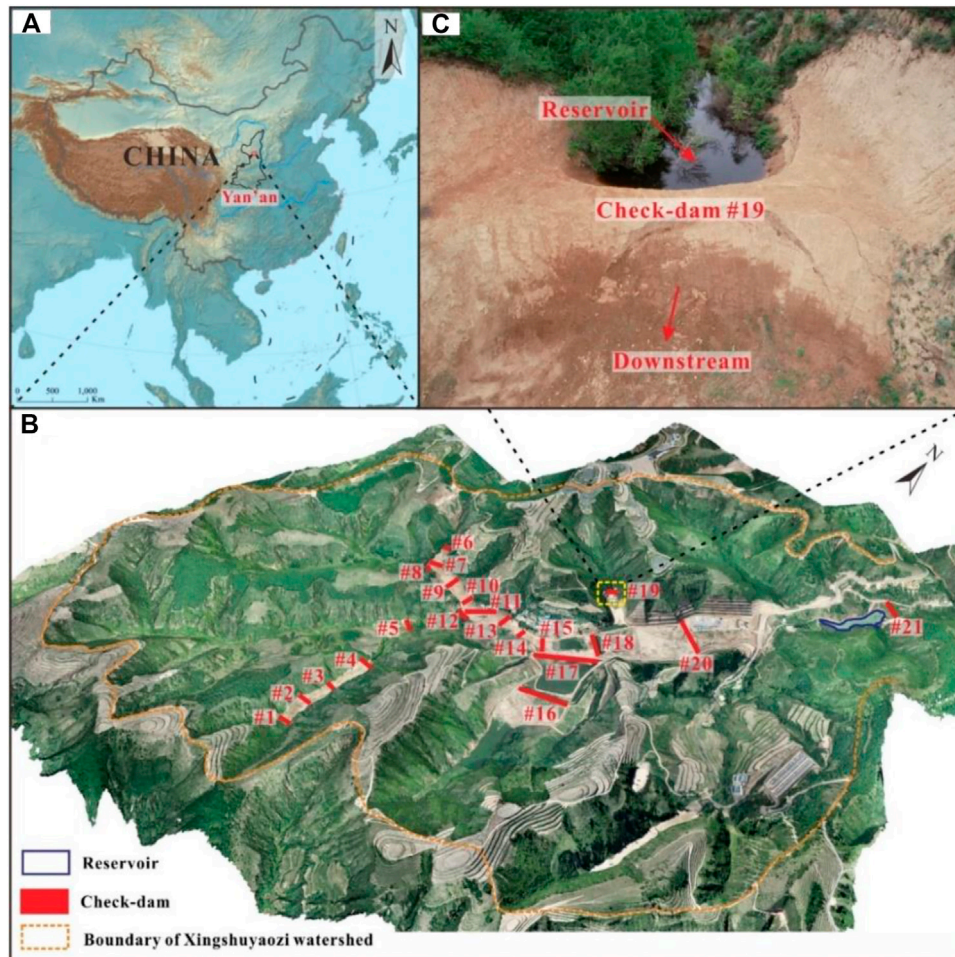 A
N
CHINA
Yan'an
0 500 1,000
Km
C
Reservoir
Check-dam #19
Downstream
B
N
#6
#7
#8
#9
#10
#11
#12
#13
#14
#15
#5
#4
#3
#2
#1
#16
#17
#18
#19
#20
#21
Reservoir
Check-dam
Boundary of Xingshuyaozi watershed